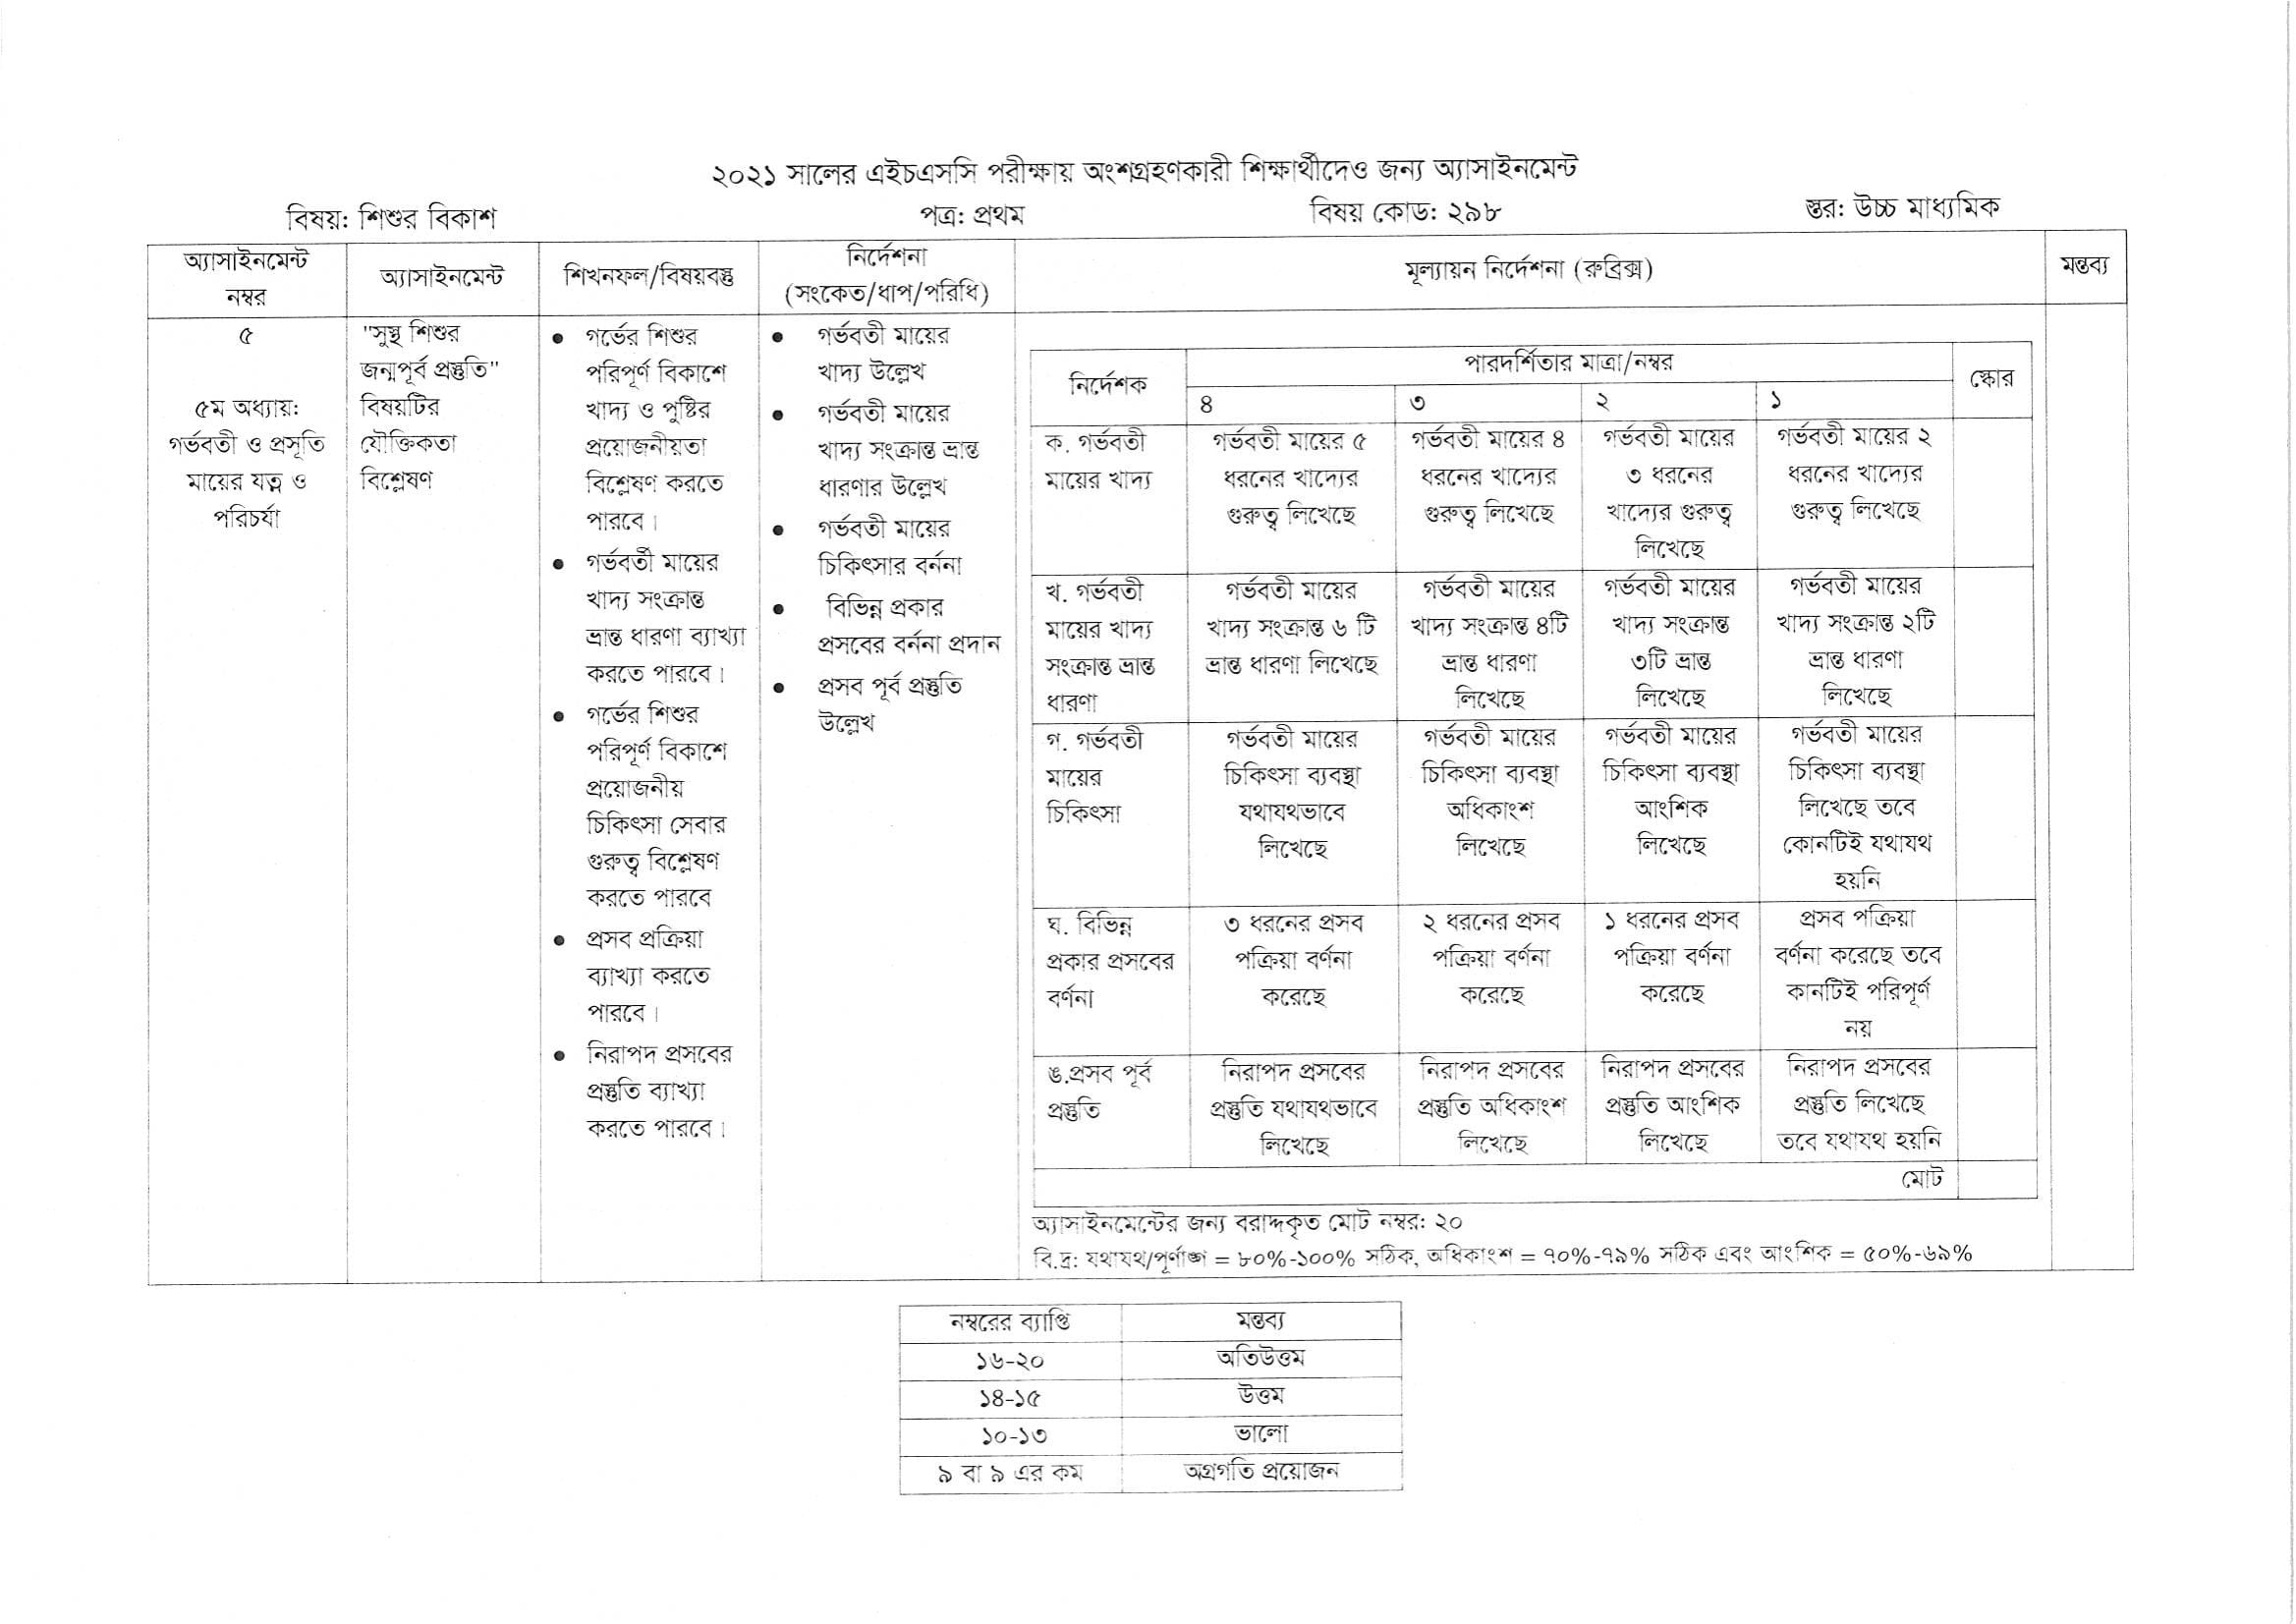 ২০২১ সালের এইচএসসি পরীক্ষায় অংশগ্রহণকারী শিক্ষার্থীদেও জন্য অ্যাসাইনমেন্ট
বিষয়: শিশুর বিকাশ পত্র: প্রথম বিষয় কোড: ২৯৮ স্তর: উচ্চ মাধ্যমিক
অ্যাসাইনমেন্ট
নম্বর
অ্যাসাইনমেন্ট
শিখনফল/বিষয়বস্তু
নির্দেশনা
(সংকেত/ধাপ/পরিধি)
মূল্যায়ন নির্দেশনা (রুব্রিক্স)
মন্তব্য
৫
৫ম অধ্যায়:
গর্ভবতী ও প্রসূতি
মায়ের যত্ন ও
পরিচর্যা
"সুস্থ শিশুর
জন্মপূর্ব প্রস্তুতি"
বিষয়টির
যৌক্তিকতা
বিশ্লেষণ
• গর্ভের শিশুর
পরিপূর্ণ বিকাশে
খাদ্য ও পুষ্টির
প্রয়োজনীয়তা
বিশ্লেষণ করতে
পারবে।
• গর্ভবর্তী মায়ের
খাদ্য সংক্রান্ত
ভ্রান্ত ধারণা ব্যাখ্যা
করতে পারবে।
• গর্ভের শিশুর
পরিপূর্ণ বিকাশে
প্রয়োজনীয়
চিকিৎসা সেবার
গুরুত্ব বিশ্লেষণ
করতে পারবে
• প্রসব প্রক্রিয়া
ব্যাখ্যা করতে
পারবে।
• নিরাপদ প্রসবের
প্রস্তুতি ব্যাখ্যা
করতে পারবে।
• গর্ভবতী মায়ের
খাদ্য উল্লেখ
• গর্ভবতী মায়ের
খাদ্য সংক্রান্ত ভ্রান্ত
ধারণার উল্লেখ
• গর্ভবতী মায়ের
চিকিৎসার বর্ননা
• বিভিন্ন প্রকার
প্রসবের বর্ননা প্রদান
• প্রসব পূর্ব প্রস্তুতি
উল্লেখ
নির্দেশক
পারদর্শিতার মাত্রা/নম্বর
স্কোর
৪ ৩ ২ ১
ক. গর্ভবতী
মায়ের খাদ্য
গর্ভবতী মায়ের ৫
ধরনের খাদ্যের
গুরুত্ব লিখেছে
গর্ভবতী মায়ের ৪
ধরনের খাদ্যের
গুরুত্ব লিখেছে
গর্ভবতী মায়ের
৩ ধরনের
খাদ্যের গুরুত্ব
লিখেছে
গর্ভবতী মায়ের ২
ধরনের খাদ্যের
গুরুত্ব লিখেছে
খ. গর্ভবতী
মায়ের খাদ্য
সংক্রান্ত ভ্রান্ত
ধারণা
গর্ভবতী মায়ের
খাদ্য সংক্রান্ত ৬ টি
ভ্রান্ত ধারণা লিখেছে
গর্ভবতী মায়ের
খাদ্য সংক্রান্ত ৪টি
ভ্রান্ত ধারণা
লিখেছে
গর্ভবতী মায়ের
খাদ্য সংক্রান্ত
৩টি ভ্রান্ত
লিখেছে
গর্ভবতী মায়ের
খাদ্য সংক্রান্ত ২টি
ভ্রান্ত ধারণা
লিখেছে
গ. গর্ভবতী
মায়ের
চিকিৎসা
গর্ভবতী মায়ের
চিকিৎসা ব্যবস্থা
যথাযথভাবে
লিখেছে
গর্ভবতী মায়ের
চিকিৎসা ব্যবস্থা
অধিকাংশ
লিখেছে
গর্ভবতী মায়ের
চিকিৎসা ব্যবস্থা
আংশিক
লিখেছে
গর্ভবতী মায়ের
চিকিৎসা ব্যবস্থা
লিখেছে তবে
কোনটিই যথাযথ
হয়নি
ঘ. বিভিন্ন
প্রকার প্রসবের
বর্ণনা
৩ ধরনের প্রসব
পক্রিয়া বর্ণনা
করেছে
২ ধরনের প্রসব
পক্রিয়া বর্ণনা
করেছে
১ ধরনের প্রসব
পক্রিয়া বর্ণনা
করেছে
প্রসব পক্রিয়া
বর্ণনা করেছে তবে
কানটিই পরিপূর্ণ
নয়
ঙ.প্রসব পূর্ব
প্রস্তুতি
নিরাপদ প্রসবের
প্রস্তুতি যথাযথভাবে
লিখেছে
নিরাপদ প্রসবের
প্রস্তুতি অধিকাংশ
লিখেছে
নিরাপদ প্রসবের
প্রস্তুতি আংশিক
লিখেছে
নিরাপদ প্রসবের
প্রস্তুতি লিখেছে
তবে যথাযথ হয়নি
মোট
অ্যাসাইনমেন্টের জন্য বরাদ্দকৃত মোট নম্বর: ২০
বি.দ্র: যথাযথ/পূর্ণাঙ্গ = ৮০%-১০০% সঠিক, অধিকাংশ = ৭০%-৭৯% সঠিক এবং আংশিক = ৫০%-৬৯%
নম্বরের ব্যাপ্তি মন্তব্য
১৬-২০ অতিউত্তম
১৪-১৫ উত্তম
১০-১৩ ভালো
৯ বা ৯ এর কম অগ্রগতি প্রয়োজন